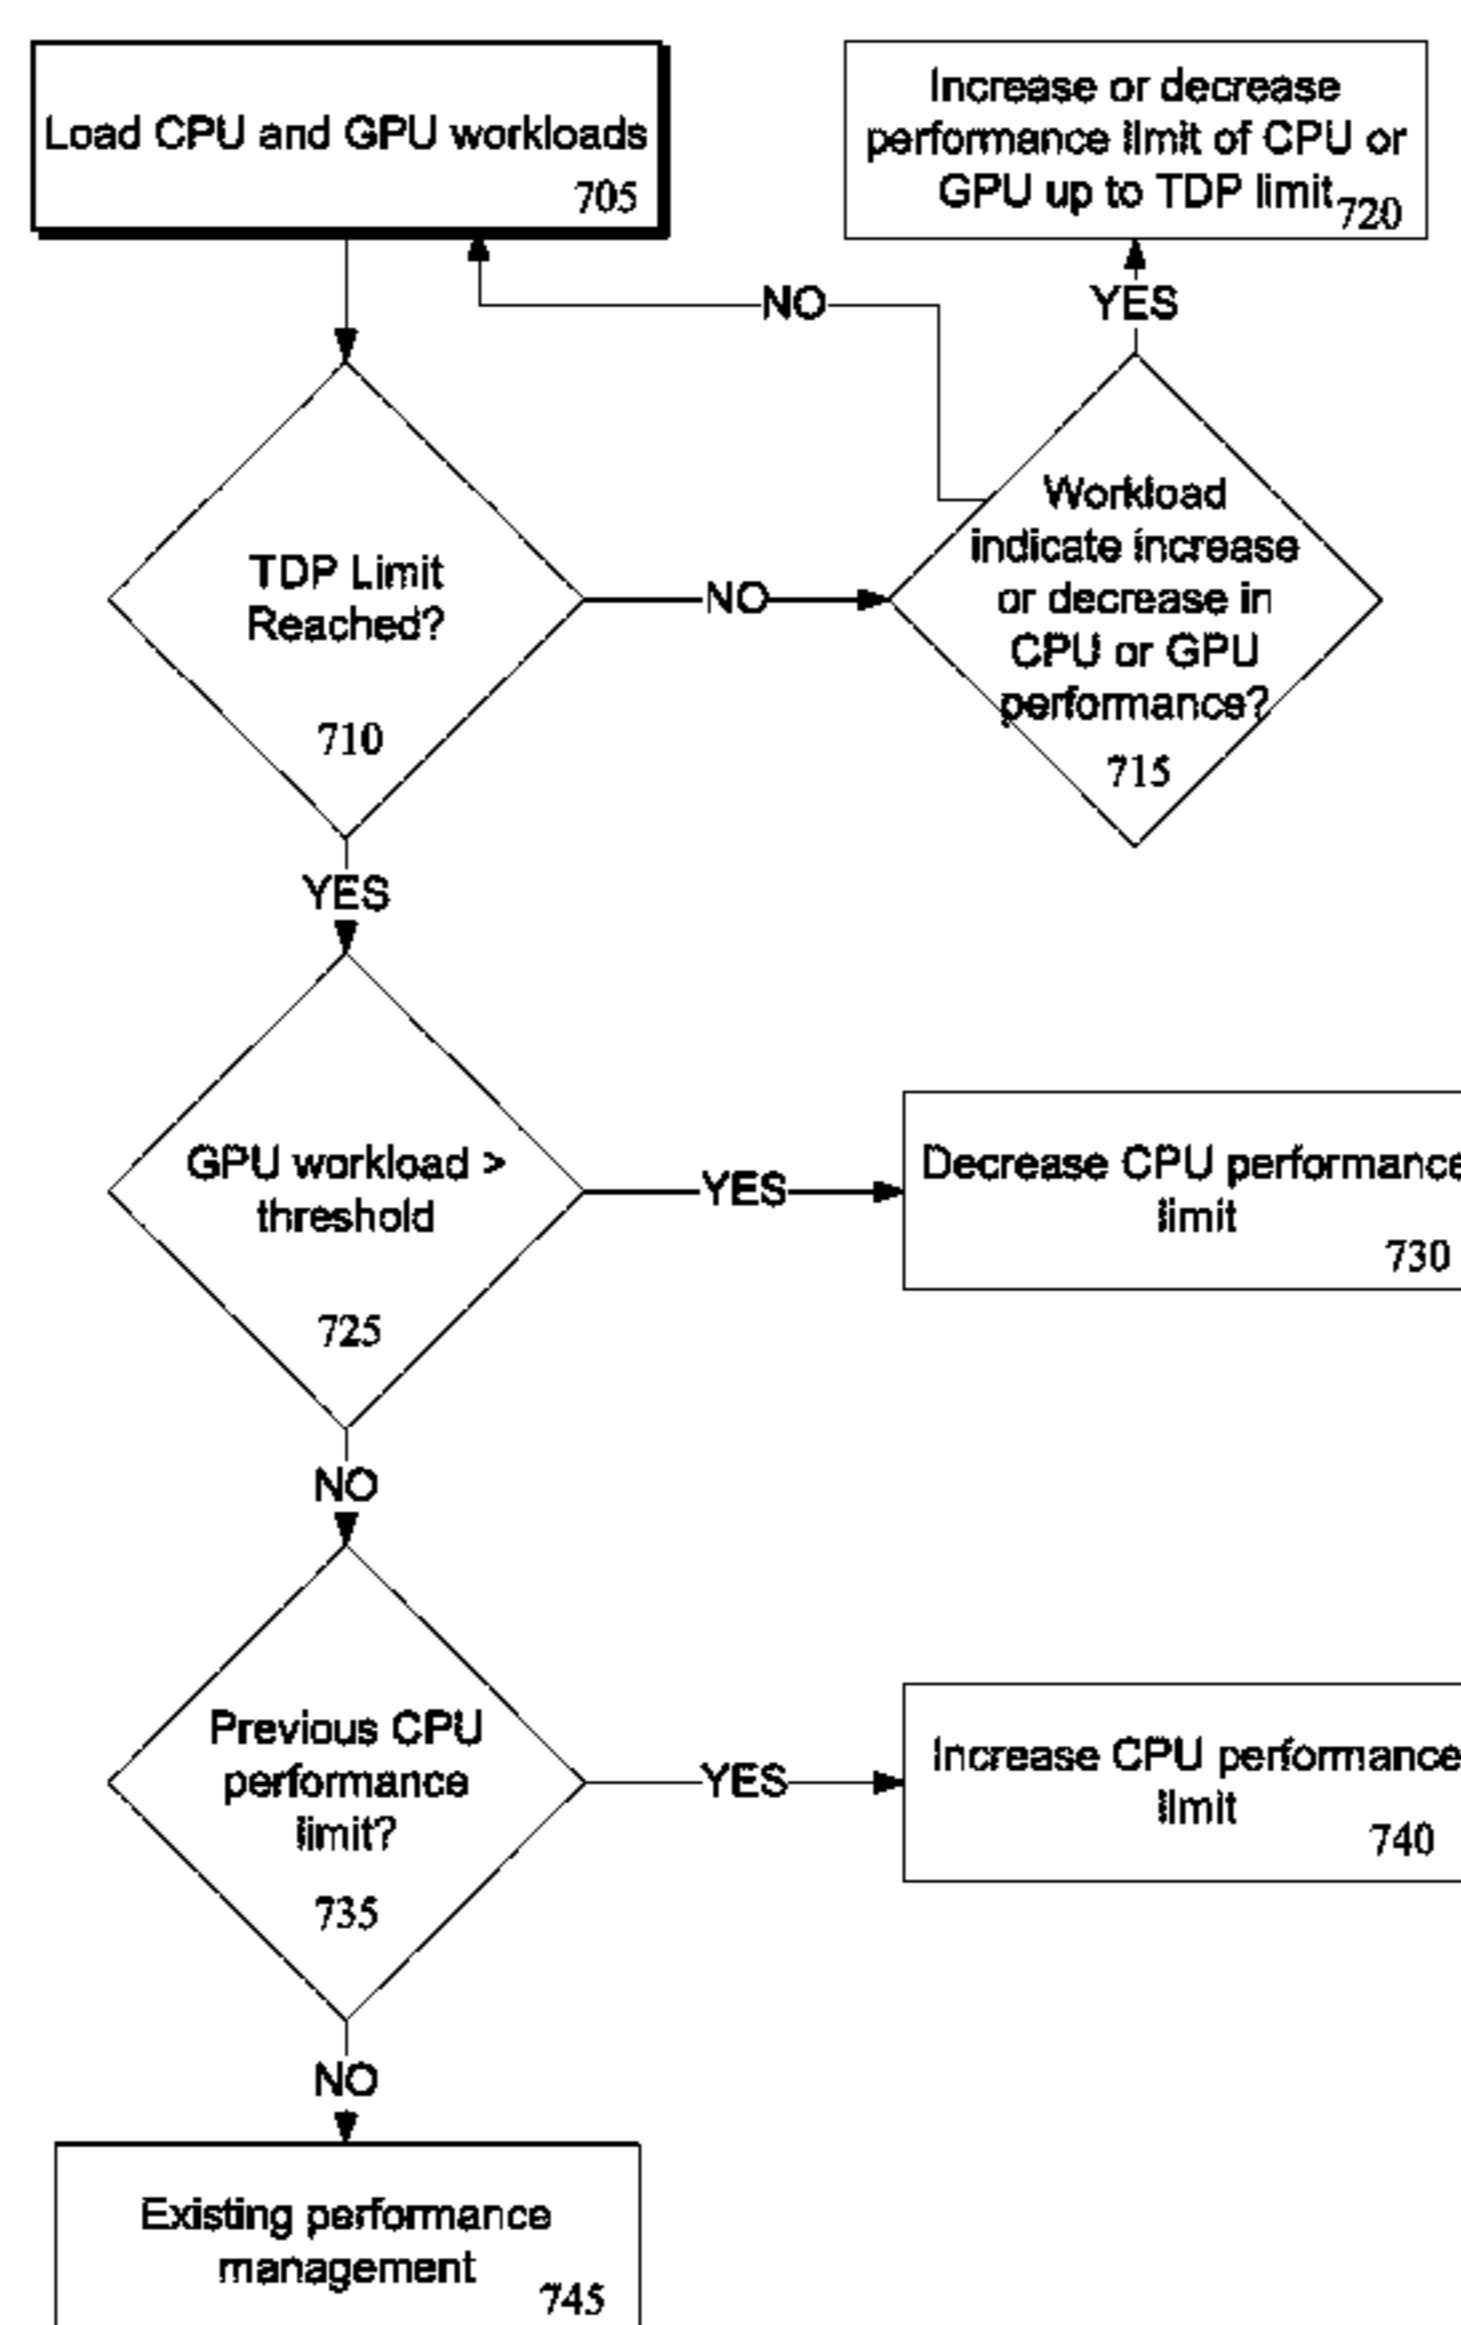 Load CPU and GPU workloads
705
Increase or decrease
performance limit of CPU or
GPU up to TDP limit
720
NO
YES
TDP Limit
Reached?
710
NO
Workload
indicate increase
or decrease in
CPU or GPU
performance?
715
YES
GPU workload >
threshold
725
YES
Decrease CPU performance
limit
730
NO
Previous CPU
performance
limit?
735
YES
Increase CPU performance
limit
740
NO
Existing performance
management
745